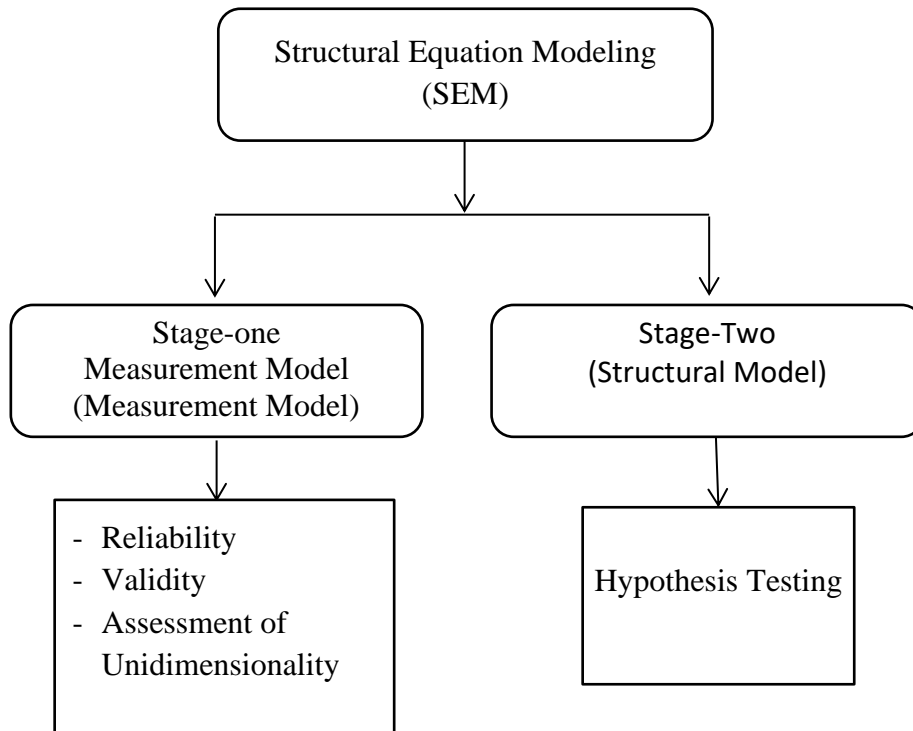 Structural Equation Modeling
(SEM)
Stage-one
Measurement Model
(Measurement Model)
Stage-Two
(Structural Model)
- Reliability
- Validity
- Assessment of
Unidimensionality
Hypothesis Testing